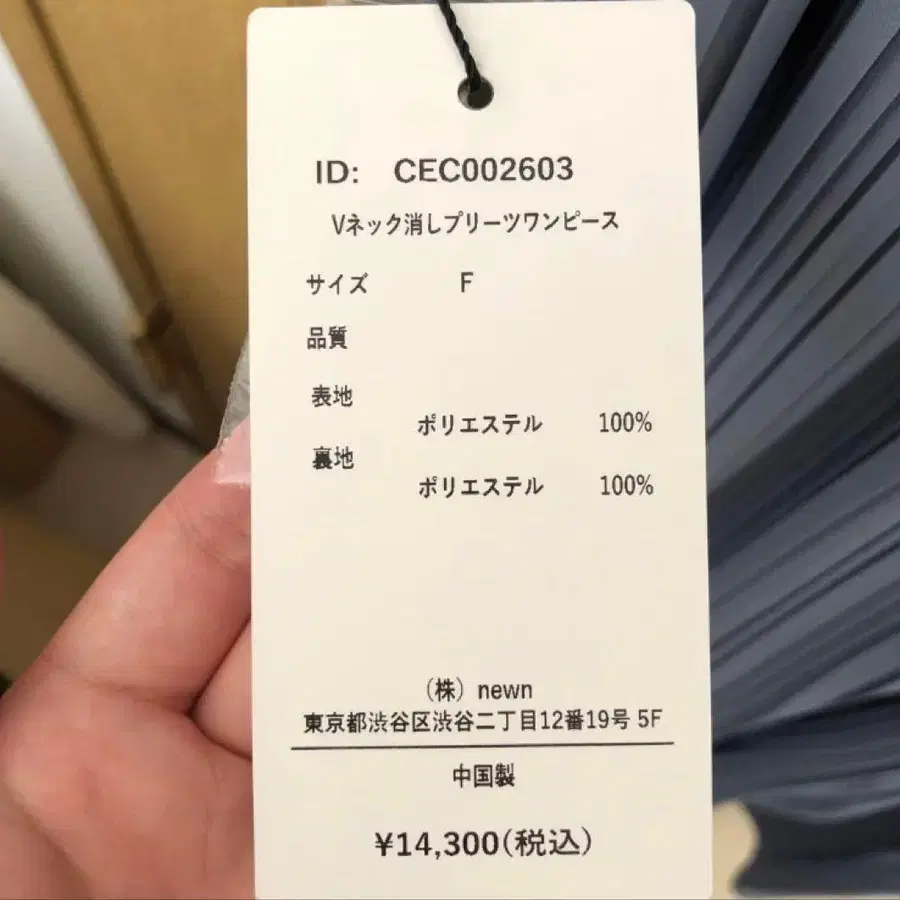 ID: CEC002603
Vネック消しプリーツワンピース
サイズ F
品質
表地
ポリエステル 100%
裏地
ポリエステル 100%
（株）newn
東京都渋谷区渋谷二丁目12番19号 5F
中国製
¥14,300(税込)